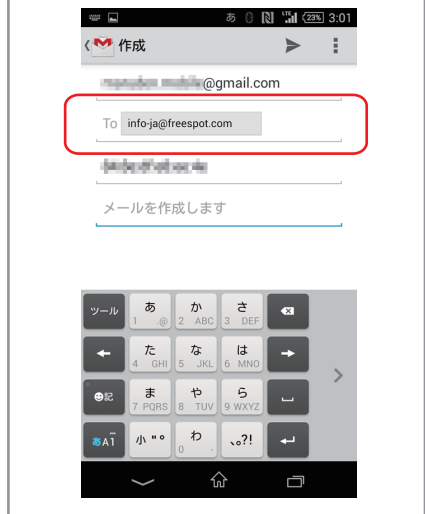 あ LTE 23% 3:01
作成
@gmail.com
To info-ja@freespot.com
メールを作成します
ツール あ か さ
1 .@ 2 ABC 3 DEF
た な は
4 GHI 5 JKL 6 MNO
記 ま や ら
7 PQRS 8 TUV 9 WXYZ
あA1 小 "° わ 、。?!
0